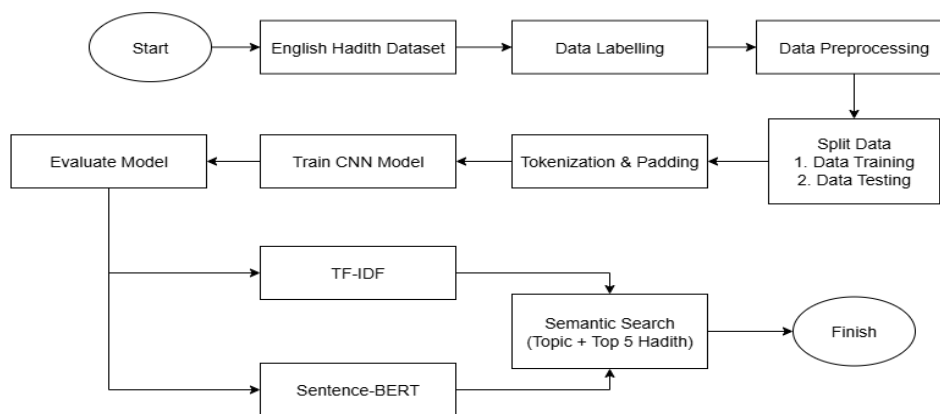 Start
English Hadith Dataset
Data Labelling
Data Preprocessing
Split Data
1. Data Training
2. Data Testing
Tokenization & Padding
Train CNN Model
Evaluate Model
TF-IDF
Sentence-BERT
Semantic Search
(Topic + Top 5 Hadith)
Finish